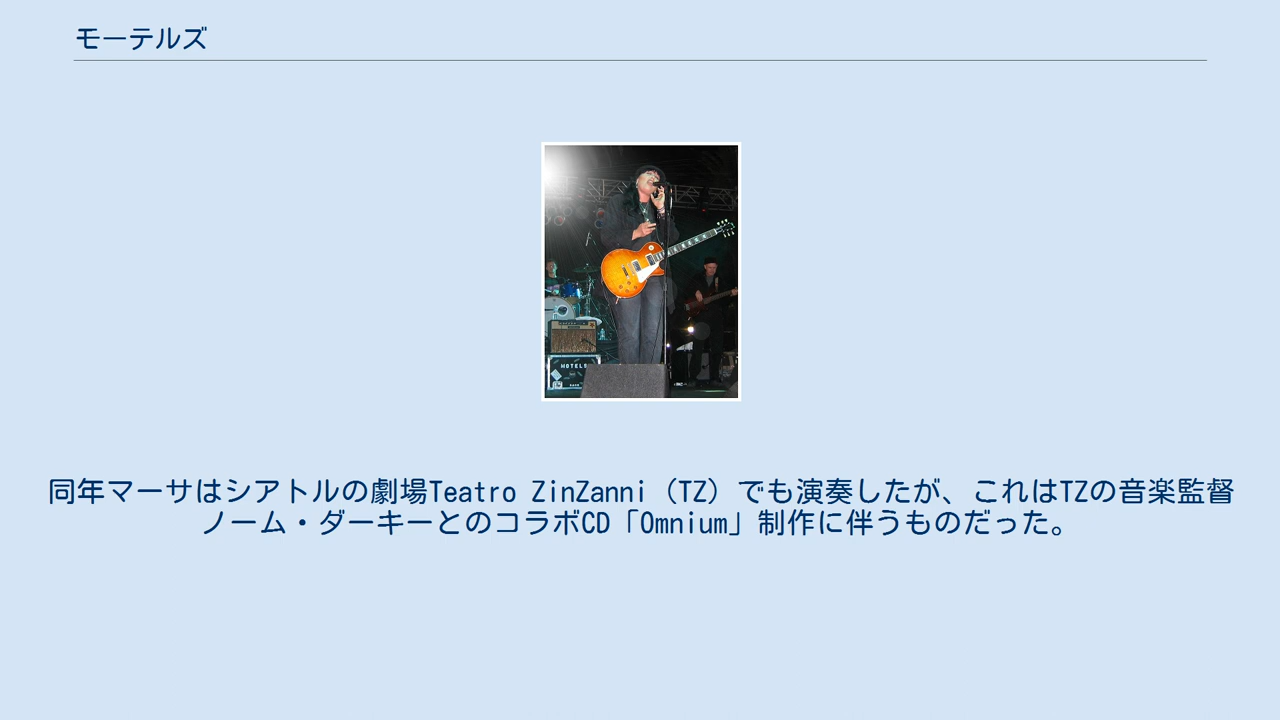 モーテルズ
MOTELS
同年マーサはシアトルの劇場Teatro ZinZanni（TZ）でも演奏したが、これはTZの音楽監督
ノーム・ダーキーとのコラボCD「Omnium」制作に伴うものだった。